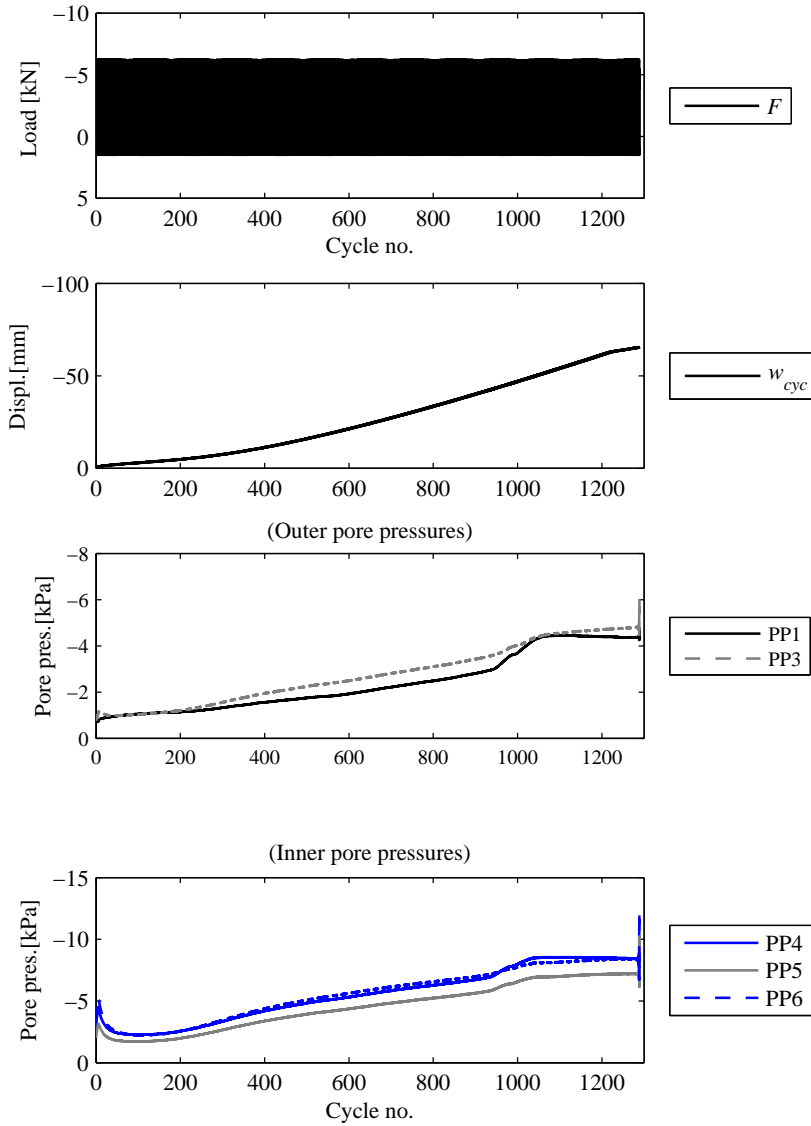 −10
−5
0
5
Load [kN]
0 200 400 600 800 1000 1200
Cycle no.
F
−100
−50
0
Displ.[mm]
0 200 400 600 800 1000 1200
w_cyc
(Outer pore pressures)
−8
−6
−4
−2
0
Pore pres.[kPa]
0 200 400 600 800 1000 1200
PP1
PP3
(Inner pore pressures)
−15
−10
−5
0
Pore pres.[kPa]
0 200 400 600 800 1000 1200
Cycle no.
PP4
PP5
PP6